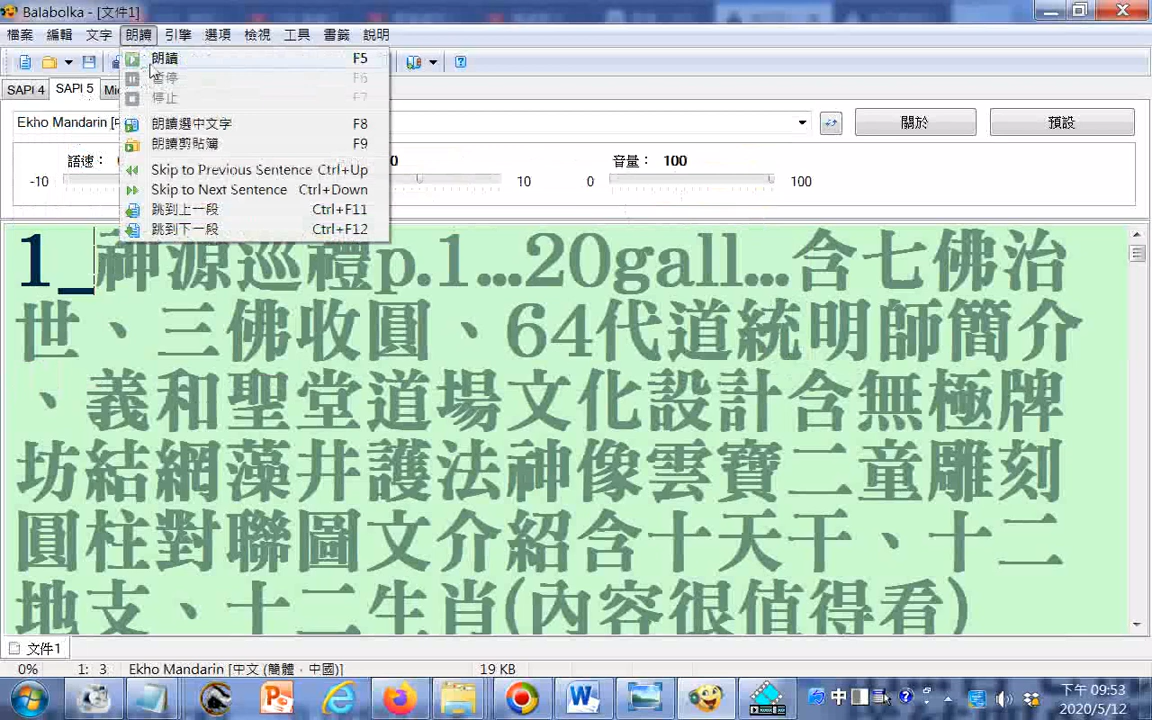 Balabolka - [文件1]
檔案 編輯 文字 朗讀 引擎 選項 檢視 工具 書籤 說明
朗讀 F5
暫停 F6
停止 F7
朗讀選中文字 F8
朗讀剪貼簿 F9
Skip to Previous Sentence Ctrl+Up
Skip to Next Sentence Ctrl+Down
跳到上一段 Ctrl+F11
跳到下一段 Ctrl+F12
SAPI 4 SAPI 5
Ekho Mandarin 關於 預設
語速： 0 音量： 100
-10 10 0 100
1_神源巡禮p.1...20gall...含七佛治
世、三佛收圓、64代道統明師簡介
、義和聖堂道場文化設計含無極牌
坊結網藻井護法神像雲寶二童雕刻
圓柱對聯圖文介紹含十天干、十二
地支、十二生肖(內容很值得看)
文件1
0% 1: 3 Ekho Mandarin [中文 (簡體，中國)] 19 KB
中
下午 09:53
2020/5/12